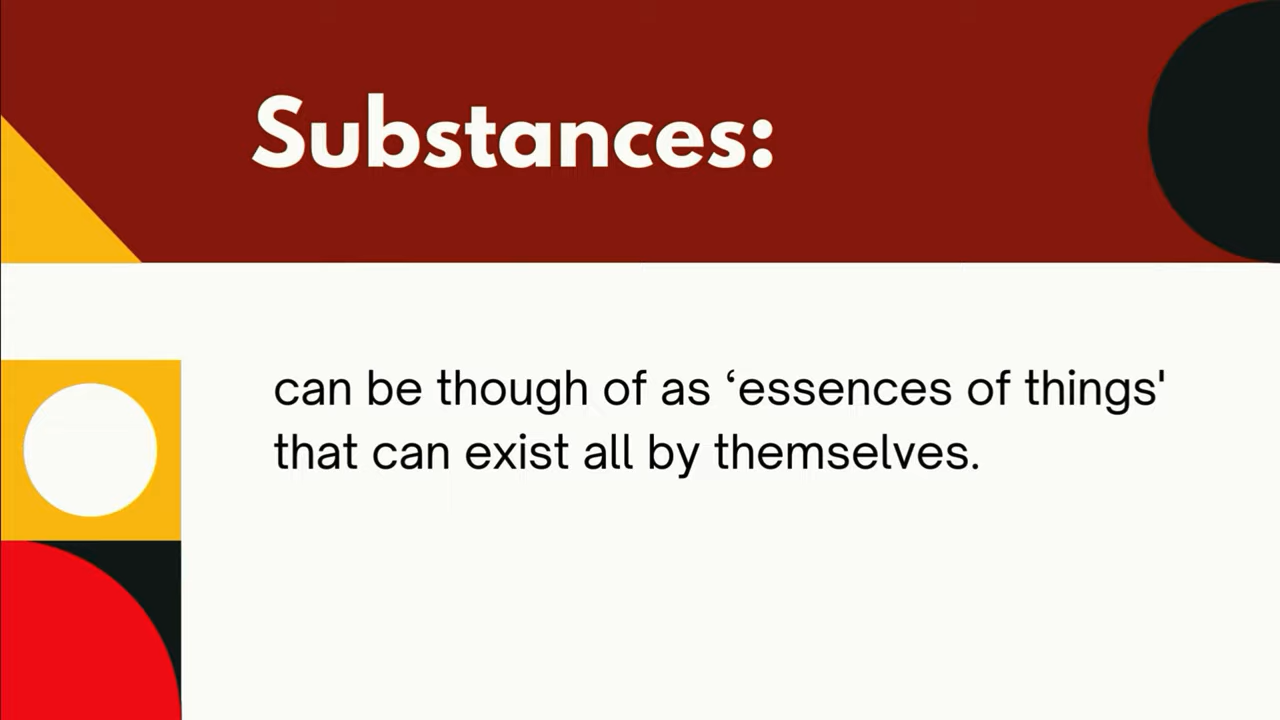 Substances:
can be though of as ‘essences of things'
that can exist all by themselves.